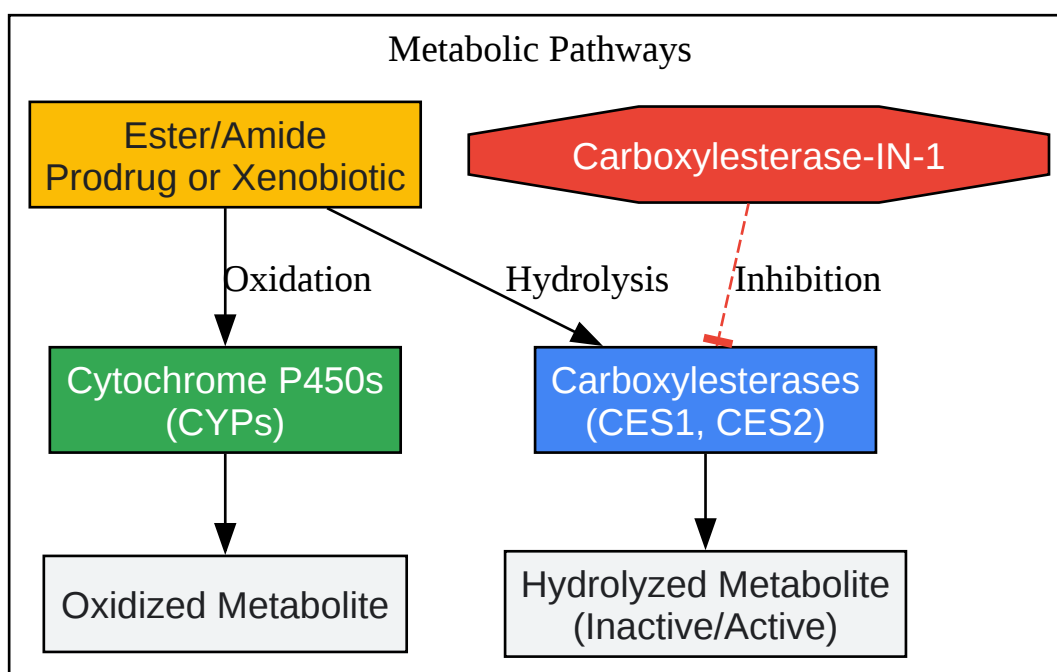 Metabolic Pathways
Ester/Amide
Prodrug or Xenobiotic
Carboxylesterase-IN-1
Oxidation
Hydrolysis
Inhibition
Cytochrome P450s
(CYPs)
Carboxylesterases
(CES1, CES2)
Oxidized Metabolite
Hydrolyzed Metabolite
(Inactive/Active)